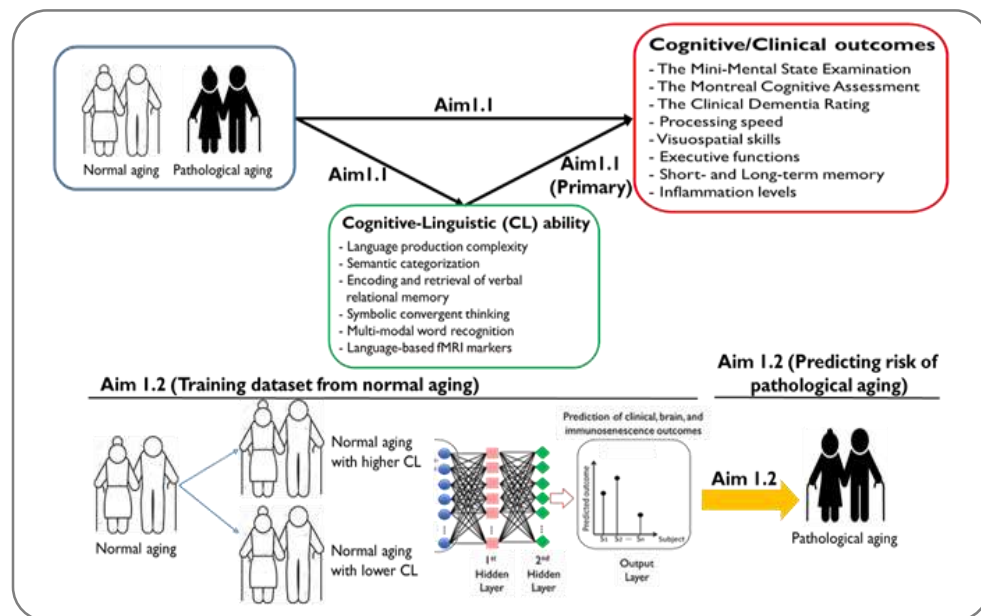 Cognitive/Clinical outcomes
- The Mini-Mental State Examination
- The Montreal Cognitive Assessment
- The Clinical Dementia Rating
- Processing speed
- Visuospatial skills
- Executive functions
- Short- and Long-term memory
- Inflammation levels
Normal aging
Pathological aging
Aim1.1
Aim1.1
Aim1.1
(Primary)
Cognitive-Linguistic (CL) ability
- Language production complexity
- Semantic categorization
- Encoding and retrieval of verbal
relational memory
- Symbolic convergent thinking
- Multi-modal word recognition
- Language-based fMRI markers
Aim 1.2 (Training dataset from normal aging)
Aim 1.2 (Predicting risk of
pathological aging)
Normal aging
Normal aging
with higher CL
Normal aging
with lower CL
1st
Hidden
Layer
2nd
Hidden
Layer
Prediction of clinical, brain, and
immunosenescence outcomes
Predicted outcome
S1 S2 ... Sn
Subject
Output
Layer
Aim 1.2
Pathological aging